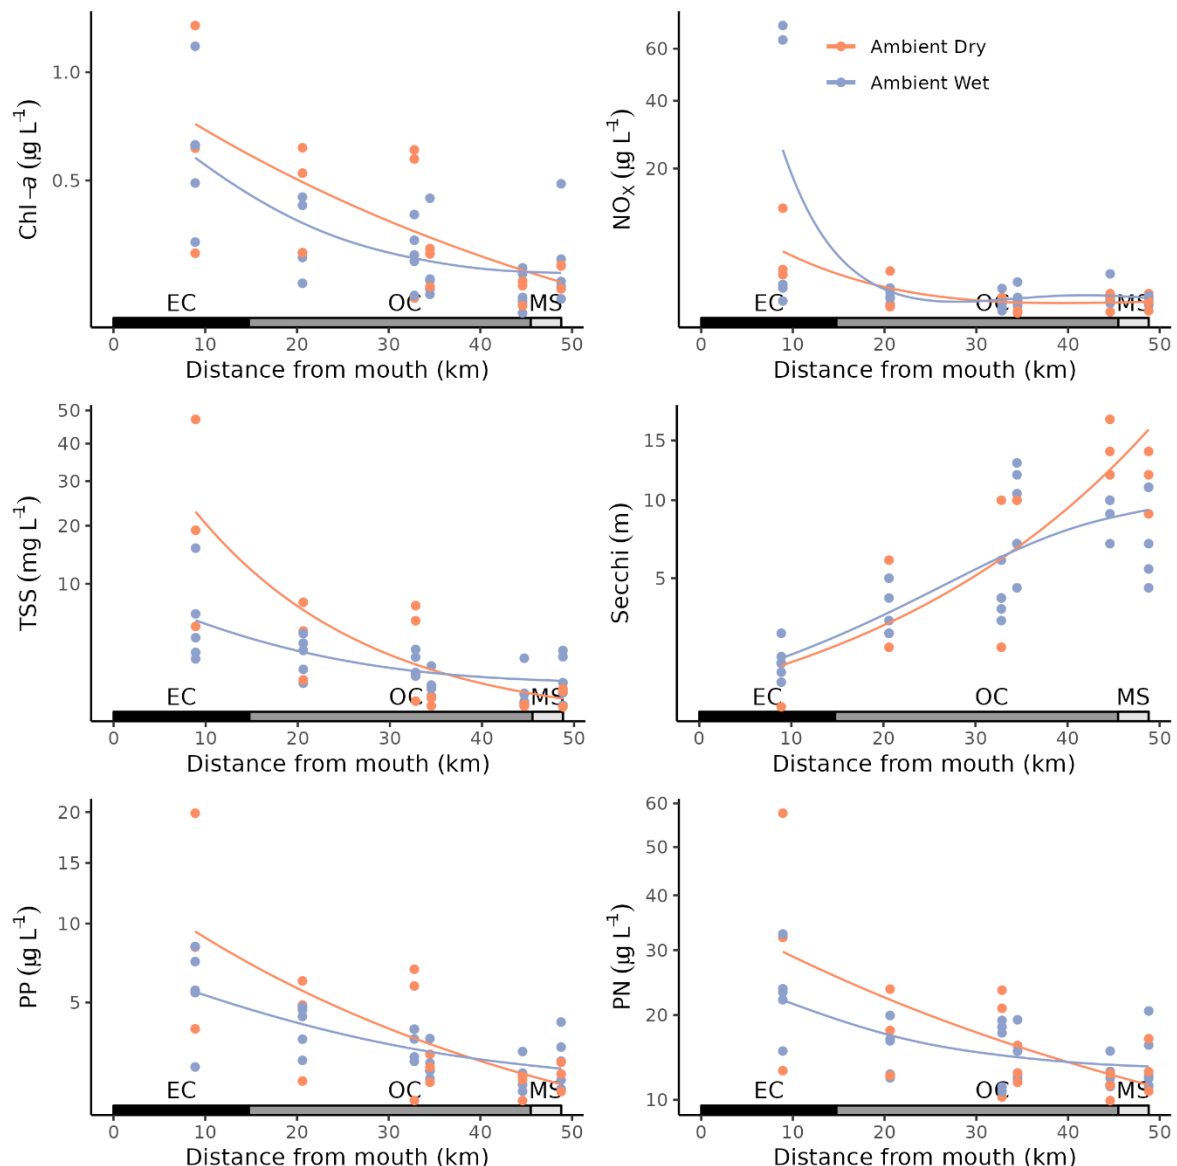 Chl −a (µg L⁻¹)
1.0
0.5
EC OC MS
0 10 20 30 40 50
Distance from mouth (km)
NOX (µg L⁻¹)
60
40
20
Ambient Dry
Ambient Wet
EC OC MS
0 10 20 30 40 50
Distance from mouth (km)
TSS (mg L⁻¹)
50
40
30
20
10
EC OC MS
0 10 20 30 40 50
Distance from mouth (km)
Secchi (m)
15
10
5
EC OC MS
0 10 20 30 40 50
Distance from mouth (km)
PP (µg L⁻¹)
20
15
10
5
EC OC MS
0 10 20 30 40 50
Distance from mouth (km)
PN (µg L⁻¹)
60
50
40
30
20
10
EC OC MS
0 10 20 30 40 50
Distance from mouth (km)